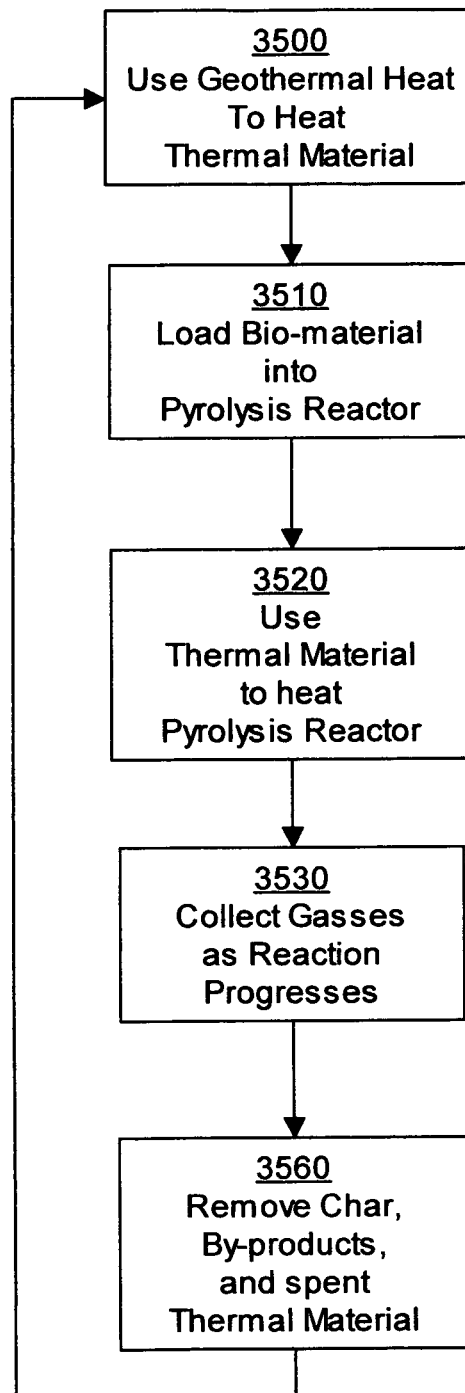 3500
Use Geothermal Heat
To Heat
Thermal Material
3510
Load Bio-material
into
Pyrolysis Reactor
3520
Use
Thermal Material
to heat
Pyrolysis Reactor
3530
Collect Gasses
as Reaction
Progresses
3560
Remove Char,
By-products,
and spent
Thermal Material